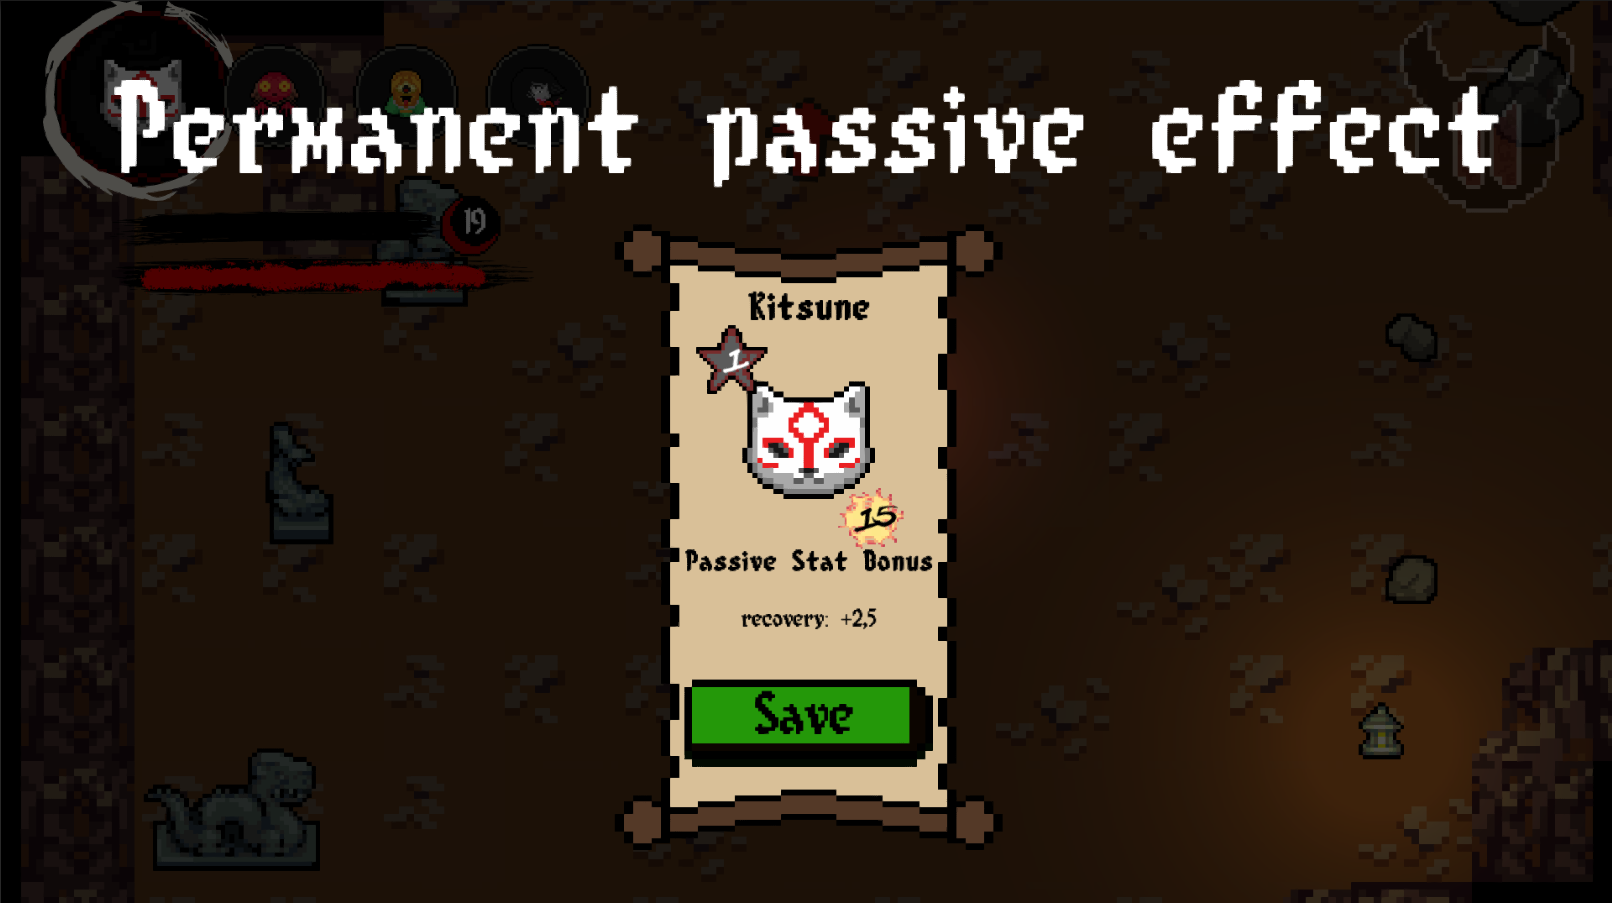 Permanent passive effect
19
Kitsune
1
15
Passive Stat Bonus
recovery: +2,5
Save